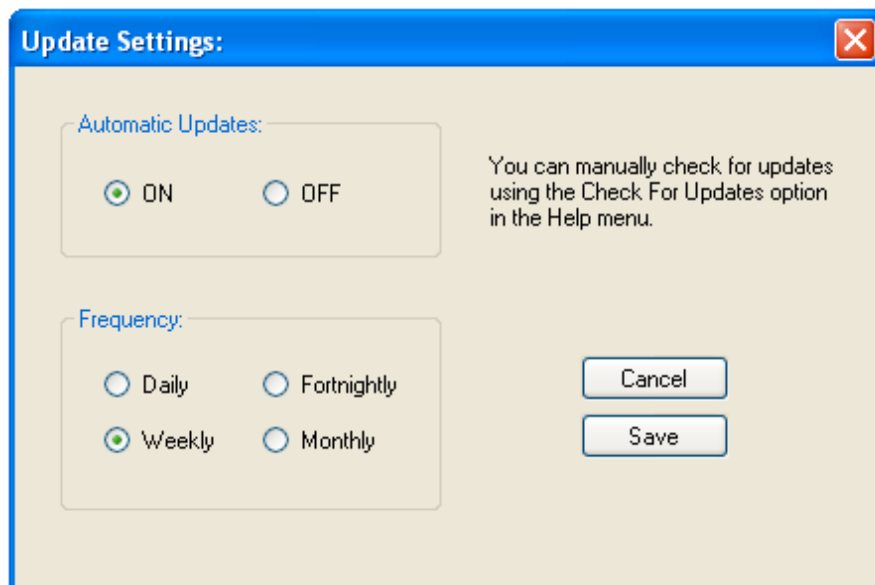 Update Settings:
Automatic Updates:
ON
OFF
You can manually check for updates
using the Check For Updates option
in the Help menu.
Frequency:
Daily
Fortnightly
Weekly
Monthly
Cancel
Save